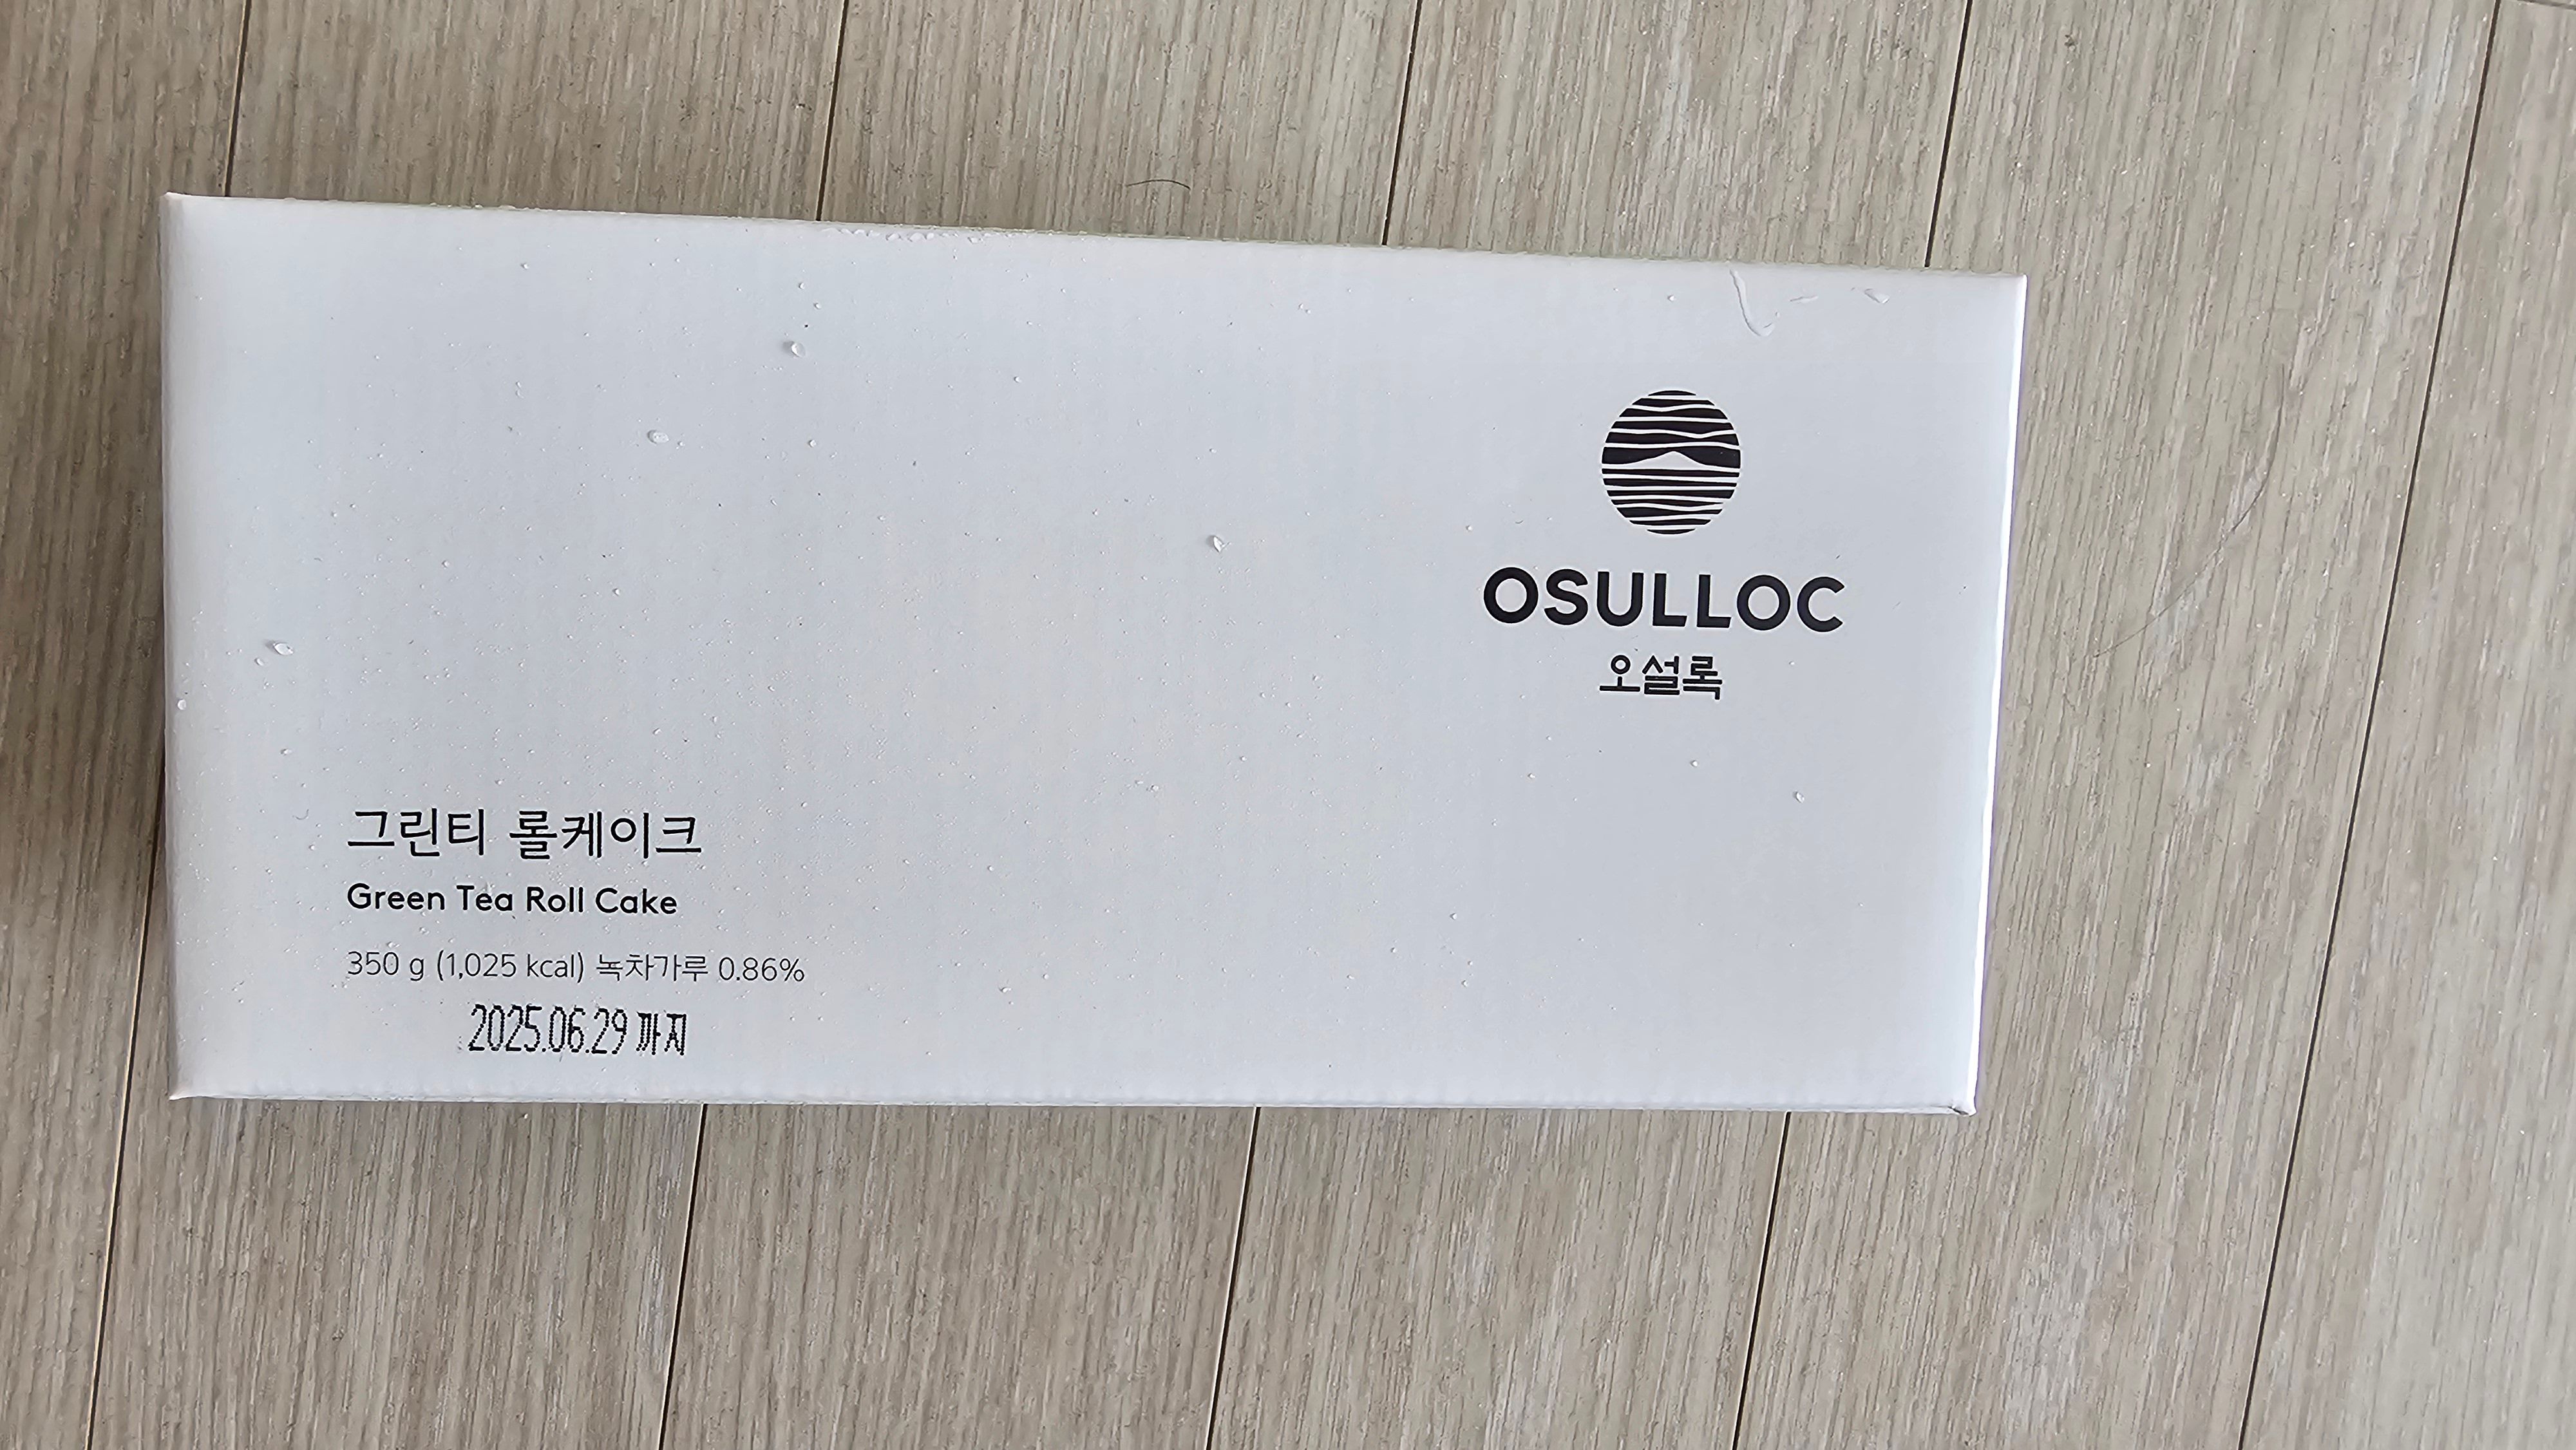 OSULLOC
오설록
그린티 롤케이크
Green Tea Roll Cake
350 g (1,025 kcal) 녹차가루 0.86%
2025.06.29 까지